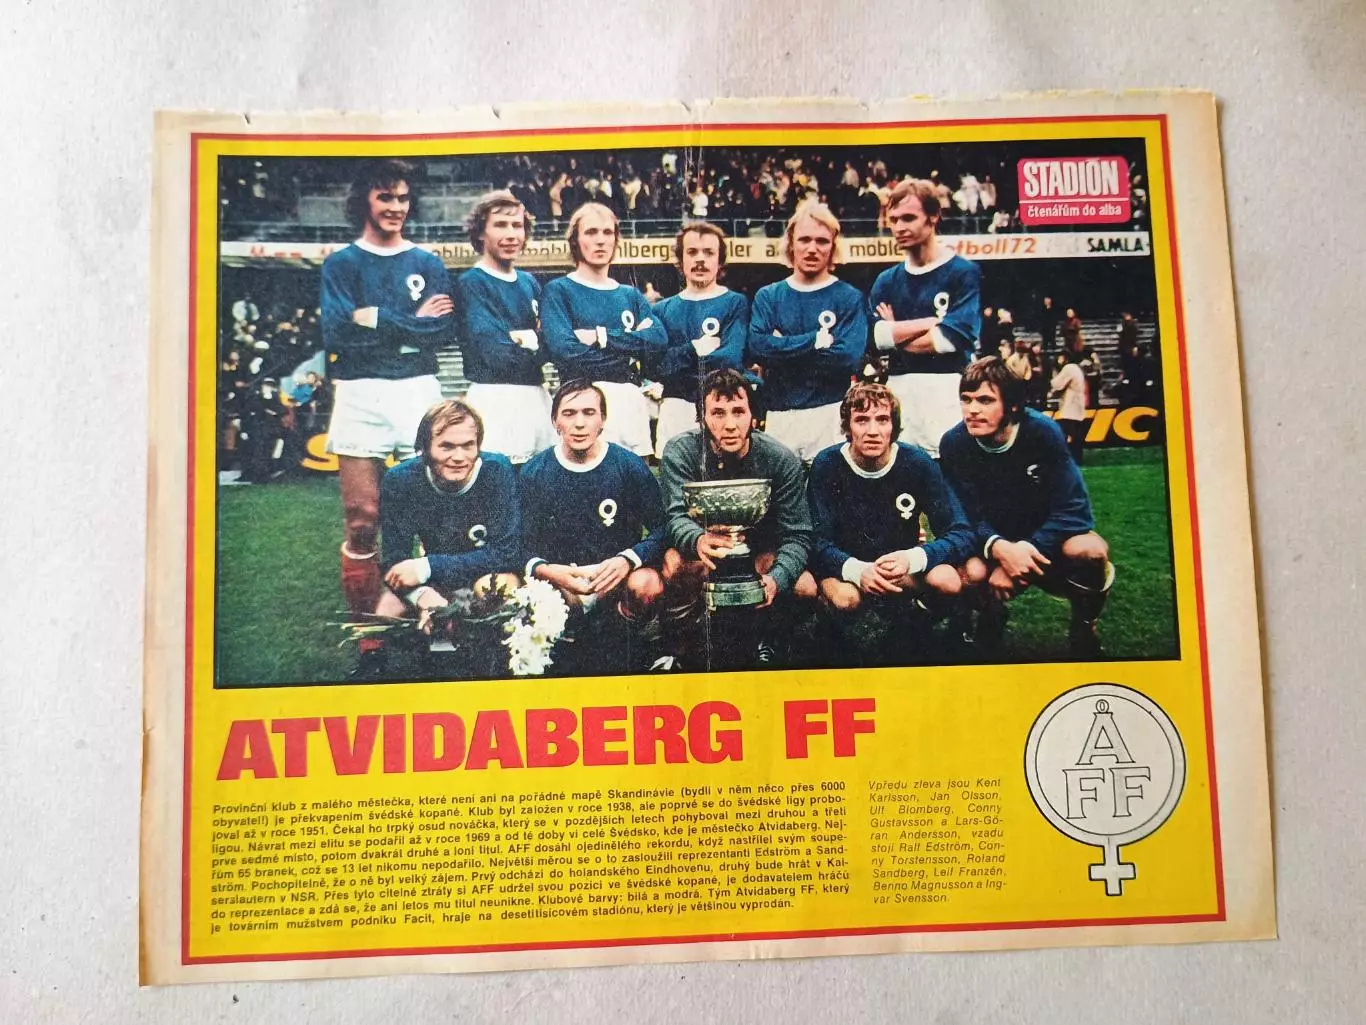 STADIÓN
čtenářům do alba
möbl
hlbergs
ler
a
möbler
fotboll 72
SAMLA
TIC
ATVIDABERG FF
Provinční klub z malého městečka, které není ani na pořádné mapě Skandinávie (bydlí v něm něco přes 6000
obyvatel!) je překvapením švédské kopané. Klub byl založen v roce 1938, ale poprvé se do švédské ligy probo-
joval až v roce 1951. Čekal ho trpký osud nováčka, který se v pozdějších letech pohyboval mezi druhou a třetí
ligou. Návrat mezi elitu se podařil až v roce 1969 a od té doby ví celé Švédsko, kde je městečko Atvidaberg. Nej-
prve sedmé místo, potom dvakrát druhé a loni titul. AFF dosáhl ojedinělého rekordu, když nastřílel svým soupe-
řům 65 branek, což se 13 let nikomu nepodařilo. Největší měrou se o to zasloužili reprezentanti Edström a Sand-
ström. Pochopitelně, že o ně byl velký zájem. Prvý odchází do holandského Eindhovenu, druhý bude hrát v Kai-
serslautern v NSR. Přes tyto citelné ztráty si AFF udržel svou pozici ve švédské kopané, je dodavatelem hráčů
do reprezentace a zdá se, že ani letos mu titul neunikne. Klubové barvy: bílá a modrá. Tým Atvidaberg FF, který
je továrním mužstvem podniku Facit, hraje na desetitisícovém stadiónu, který je většinou vyprodán.
Vpředu zleva jsou Kent
Karlsson, Jan Olsson,
Ulf Blomberg, Conny
Gustavsson a Lars-Gö-
ran Andersson, vzadu
stojí Ralf Edström, Con-
ny Torstensson, Roland
Sandberg, Leif Franzén,
Benno Magnusson a Ing-
var Svensson.
Å
FF